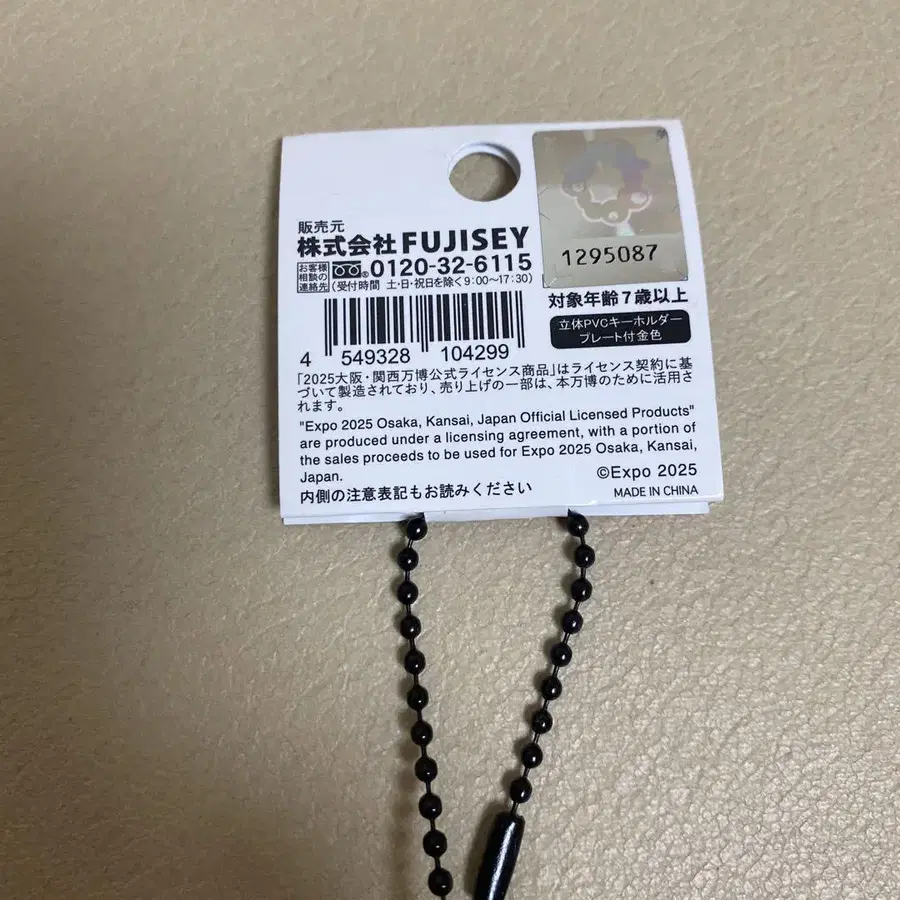 販売元
株式会社FUJISEY
お客様
相談の
連絡先
0120-32-6115
(受付時間 土・日・祝日を除く9:00〜17:30)
1295087
対象年齢7歳以上
立体PVCキーホルダー
プレート付金色
4 549328 104299
「2025大阪・関西万博公式ライセンス商品」はライセンス契約に基
づいて製造されており、売り上げの一部は、本万博のために活用さ
れます。
"Expo 2025 Osaka, Kansai, Japan Official Licensed Products"
are produced under a licensing agreement, with a portion of
the sales proceeds to be used for Expo 2025 Osaka, Kansai,
Japan.
©Expo 2025
内側の注意表記もお読みください
MADE IN CHINA